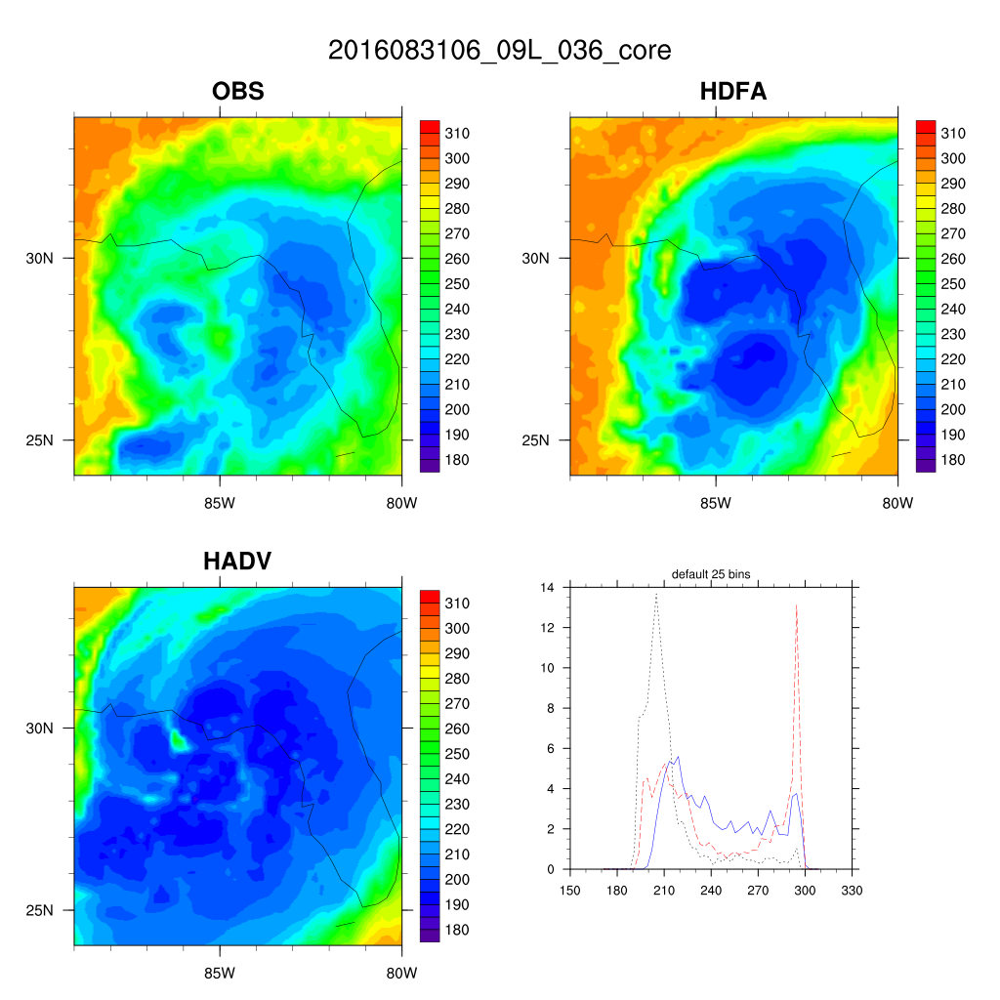 2016083106_09L_036_core
OBS
HDFA
30N
25N
85W
80W
310
300
290
280
270
260
250
240
230
220
210
200
190
180
30N
25N
85W
80W
310
300
290
280
270
260
250
240
230
220
210
200
190
180
HADV
default 25 bins
30N
25N
85W
80W
310
300
290
280
270
260
250
240
230
220
210
200
190
180
14
12
10
8
6
4
2
0
150 180 210 240 270 300 330